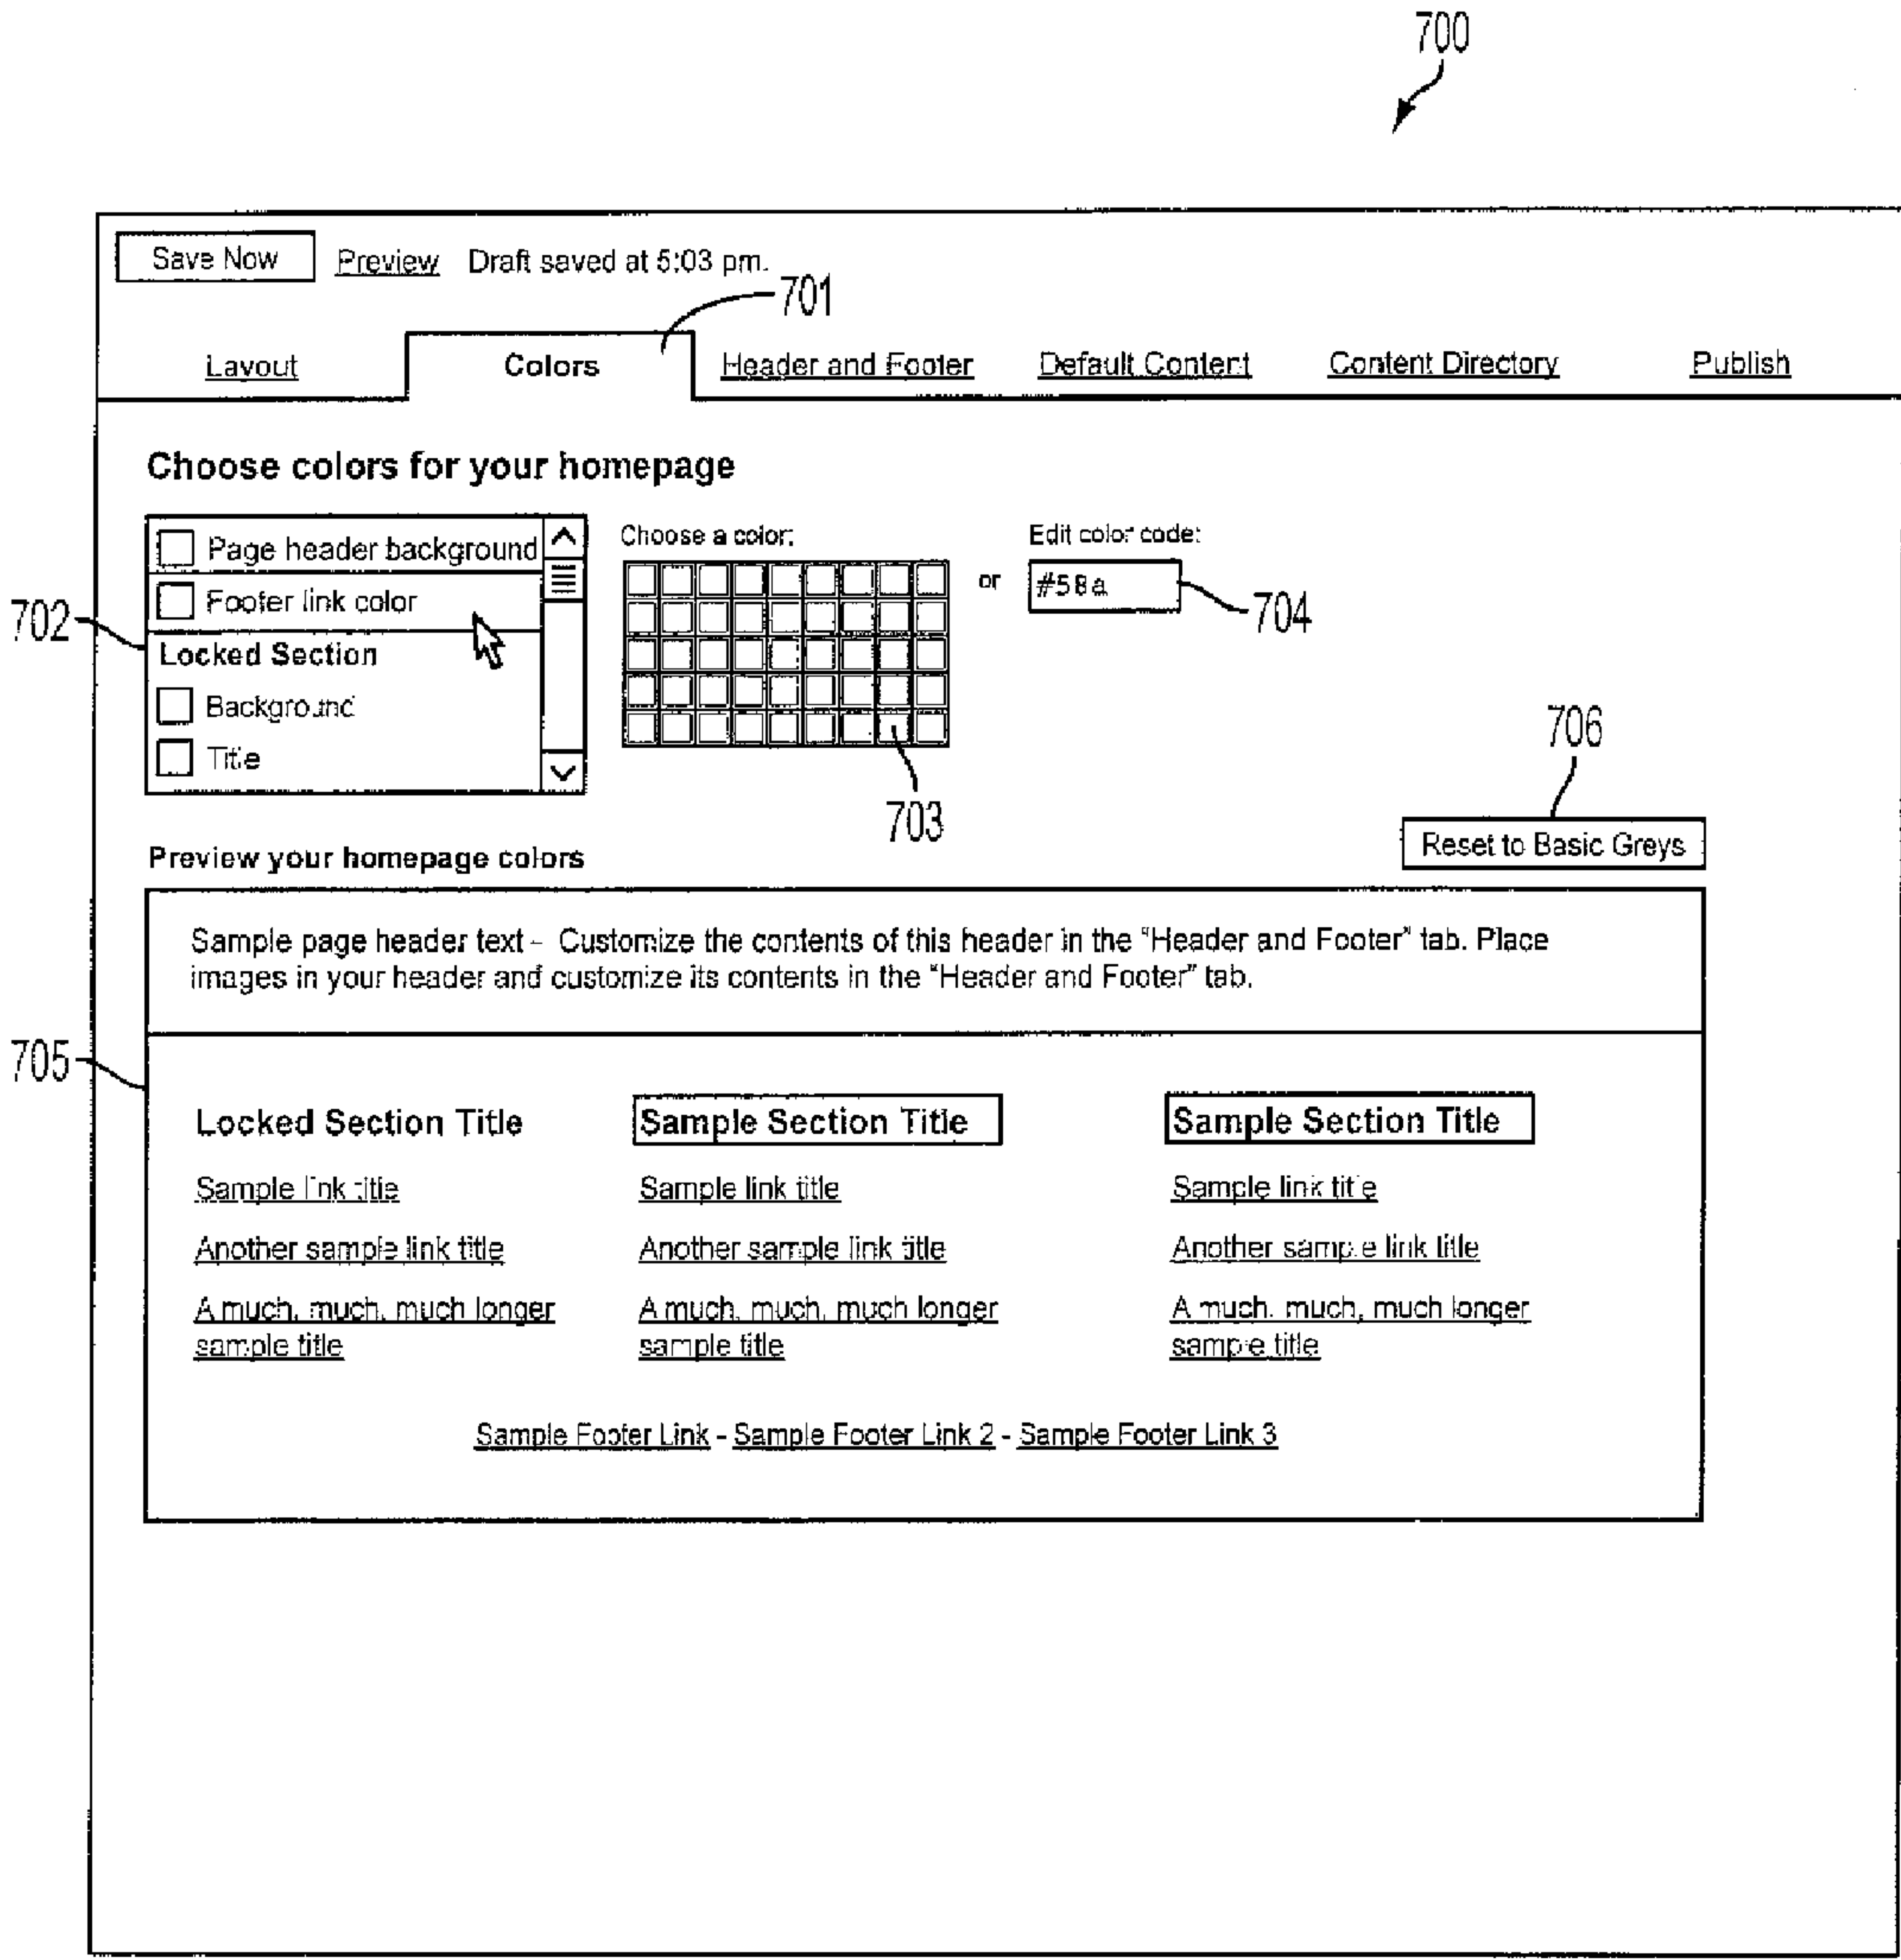 700
Save Now Preview Draft saved at 5:03 pm.
701
Layout Colors Header and Footer Default Content Content Directory Publish
Choose colors for your homepage
Page header background
Choose a color:
Edit color code:
or
#58a
Footer link color
702
704
Locked Section
Background
Title
703
706
Preview your homepage colors
Reset to Basic Greys
Sample page header text – Customize the contents of this header in the "Header and Footer" tab. Place
images in your header and customize its contents in the "Header and Footer" tab.
705
Locked Section Title Sample Section Title Sample Section Title
Sample link title Sample link title Sample link title
Another sample link title Another sample link title Another sample link title
A much, much, much longer A much, much, much longer A much, much, much longer
sample title sample title sample title
Sample Footer Link - Sample Footer Link 2 - Sample Footer Link 3